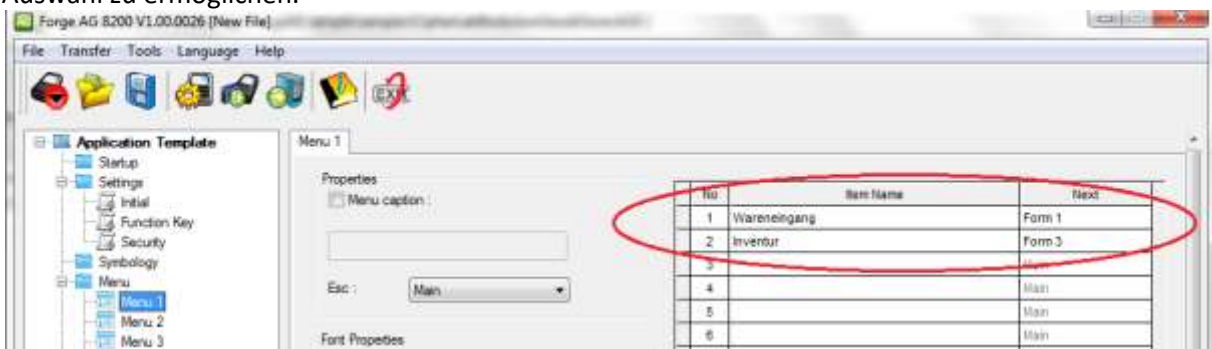 Auswahl zu ermöglichen.
Forge AG 8200 V1.00.0026 [New File]
File Transfer Tools Language Help
EXIT
Application Template
Startup
Settings
Initial
Function Key
Security
Symbology
Menu
Menu 1
Menu 2
Menu 3
Menu 1
Properties
Menu caption :
Esc : Main
Font Properties
No Item Name Next
1 Wareneingang Form 1
2 Inventur Form 3
3 Main
4 Main
5 Main
6 Main